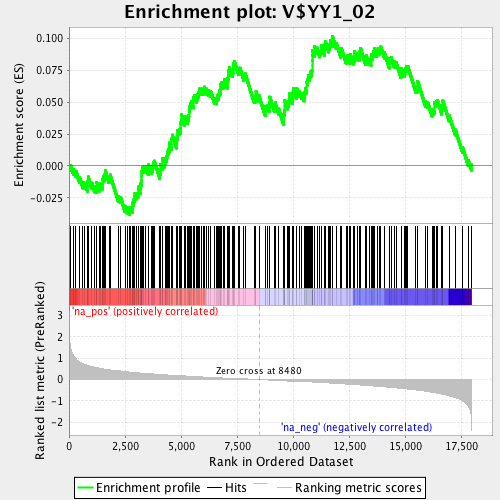 Enrichment plot: V$YY1_02
Enrichment score (ES)
0.100
0.075
0.050
0.025
0.000
-0.025
'na_pos' (positively correlated)
Ranked list metric (PreRanked)
3
2
1
0
-1
-2
Zero cross at 8480
'na_neg' (negatively correlated)
0 2,500 5,000 7,500 10,000 12,500 15,000 17,500
Rank in Ordered Dataset
Enrichment profile Hits Ranking metric scores